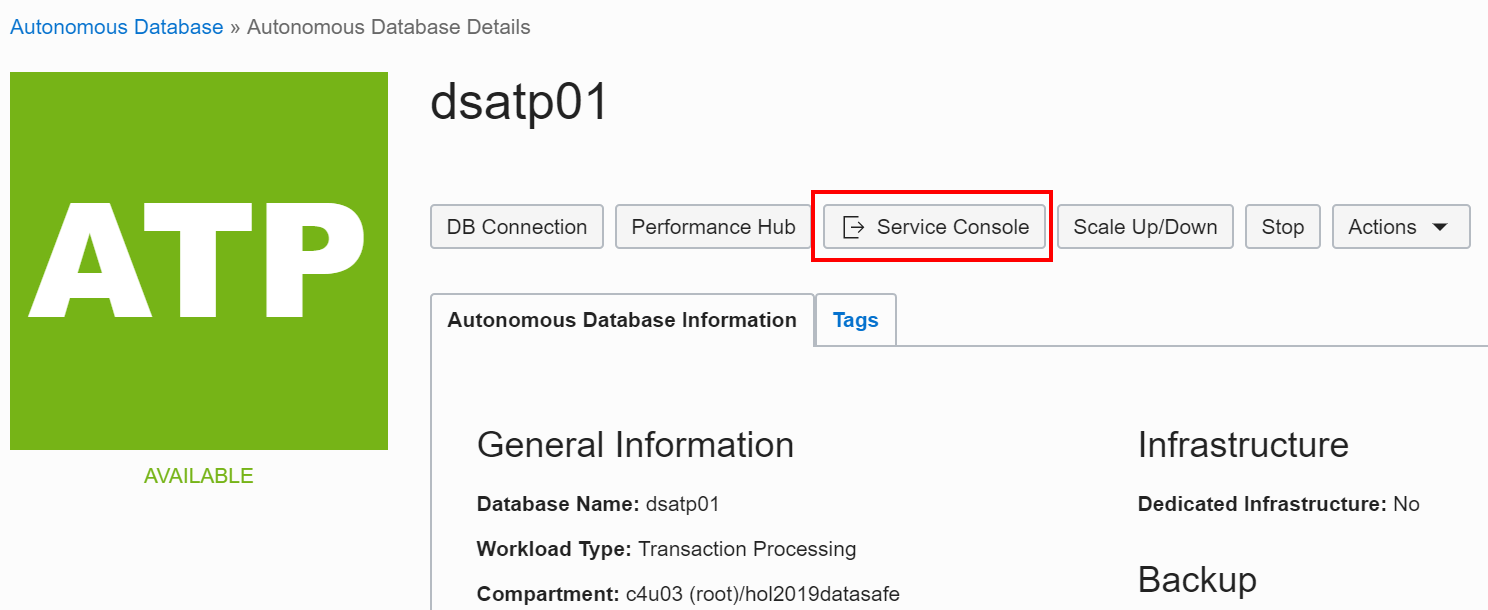 Autonomous Database » Autonomous Database Details
ATP
AVAILABLE
dsatp01
DB Connection Performance Hub Service Console Scale Up/Down Stop Actions
Autonomous Database Information Tags
General Information
Database Name: dsatp01
Workload Type: Transaction Processing
Compartment: c4u03 (root)/hol2019datasafe
Infrastructure
Dedicated Infrastructure: No
Backup